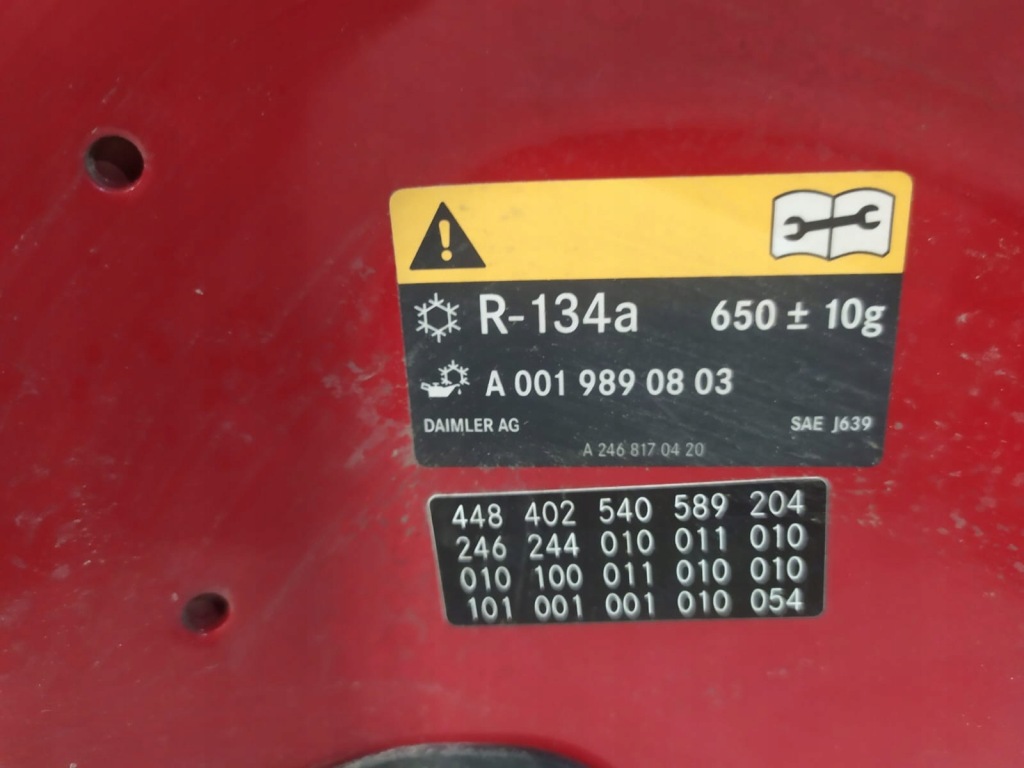 R-134a 650 ± 10g
A 001 989 08 03
DAIMLER AG SAE J639
A 246 817 04 20
448 402 540 589 204
246 244 010 011 010
010 100 011 010 010
101 001 001 010 054